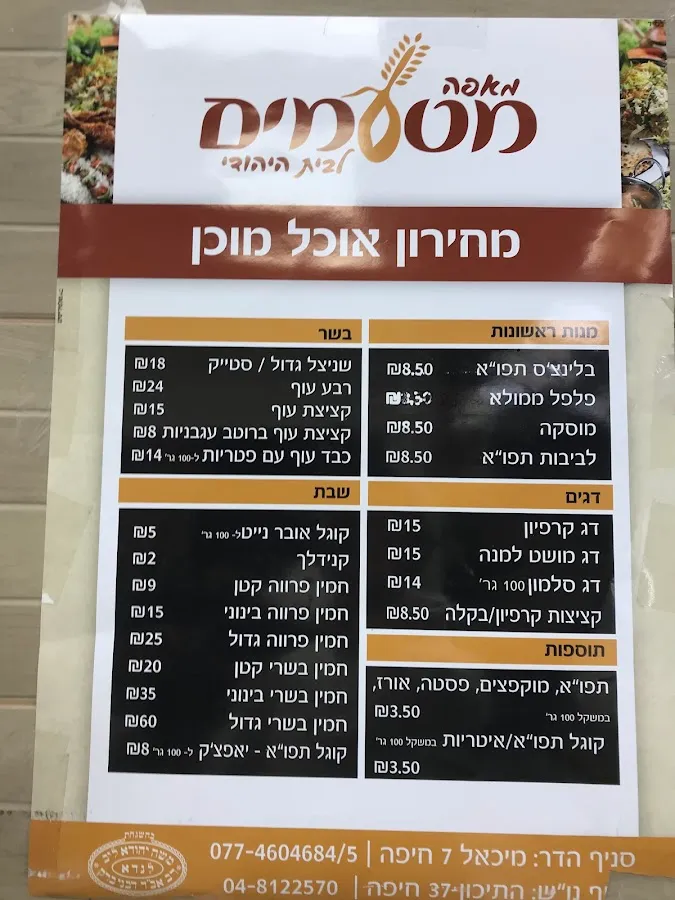 מאפה
מטעמים
לבית היהודי
מחירון אוכל מוכן
מנות ראשונות
בלינצ'ס תפו"א ₪8.50
פלפל ממולא
מוסקה ₪8.50
לביבות תפו"א ₪8.50
דגים
דג קרפיון ₪15
דג מושט למנה ₪15
דג סלמון 100 גר' ₪14
קציצות קרפיון/בקלה ₪8.50
תוספות
תפו"א, מוקפצים, פסטה, אורז,
במשקל 100 גר' ₪3.50
קוגל תפו"א/איטריות במשקל 100 גר'
₪3.50
בשר
שניצל גדול / סטייק ₪18
רבע עוף ₪24
קציצת עוף ₪15
קציצת עוף ברוטב עגבניות ₪8
כבד עוף עם פטריות ל-100 גר' ₪14
שבת
קוגל אובר נייט ל- 100 גר' ₪5
קנידלך ₪2
חמין פרווה קטן ₪9
חמין פרווה בינוני ₪15
חמין פרווה גדול ₪25
חמין בשרי קטן ₪20
חמין בשרי בינוני ₪35
חמין בשרי גדול ₪60
קוגל תפו"א - יאפצ'ק ל- 100 גר' ₪8
סניף הדר: מיכאל 7 חיפה | 077-4604684/5
יף נו"ש: התיכון 37 חיפה | 04-8122570
בהשגחת
לנדא